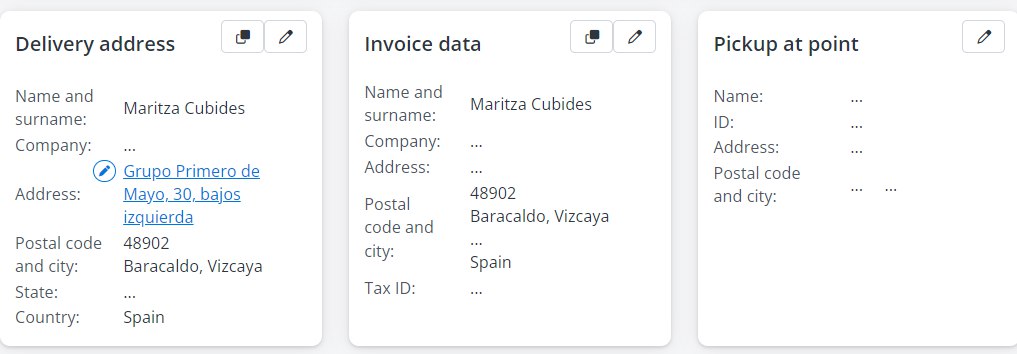 Delivery address
Name and surname: Maritza Cubides
Company: ...
Address: Grupo Primero de
Mayo, 30, bajos
izquierda
Postal code and city: 48902
Baracaldo, Vizcaya
State: ...
Country: Spain
Invoice data
Name and surname: Maritza Cubides
Company: ...
Address: ...
Postal code and city: 48902
Baracaldo, Vizcaya
...
Spain
Tax ID: ...
Pickup at point
Name: ...
ID: ...
Address: ...
Postal code and city: ... ...